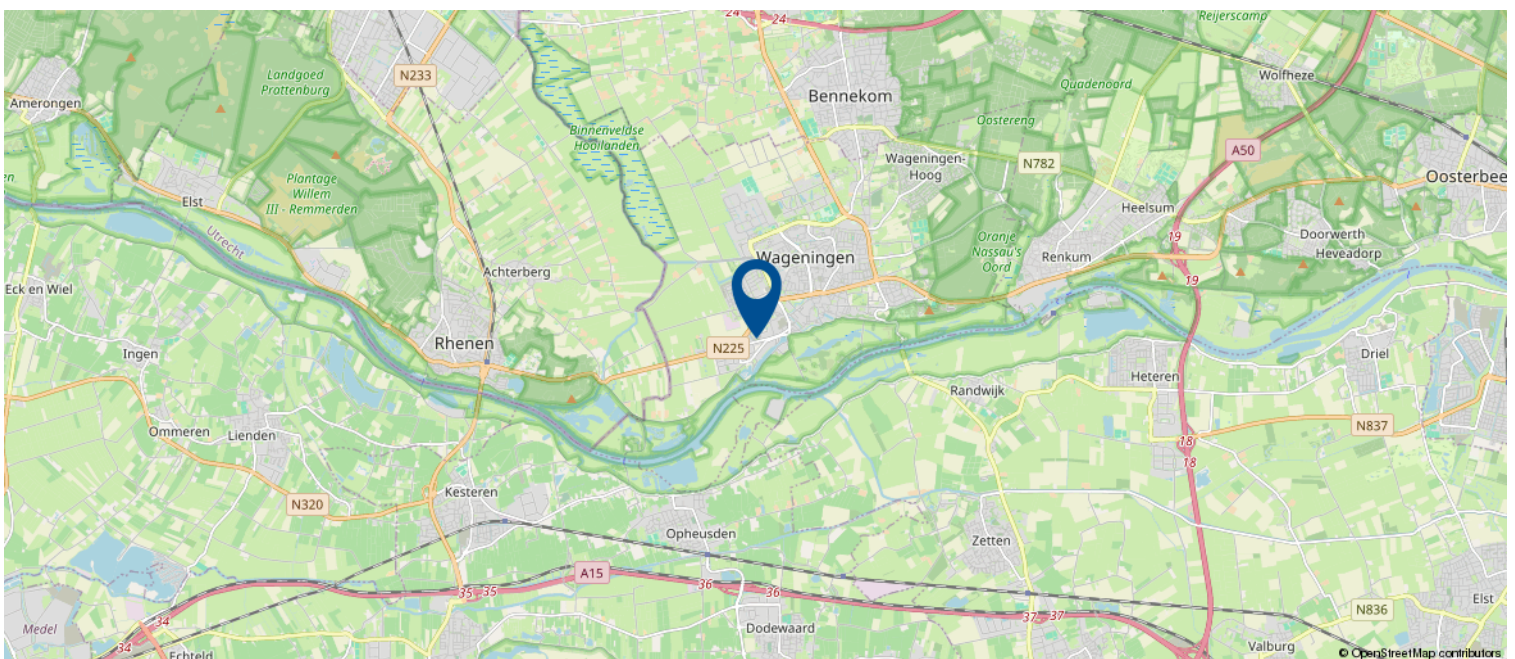 24
24
Reijerscamp
N233
Landgoed
Prattenburg
Wolfheze
Quadenoord
Amerongen
Bennekom
Oostereng
Binnenveldse
Hooilanden
A50
Wageningen-
Hoog
N782
Oosterbee
en
Plantage
Willem
III - Remmerden
Elst
Heelsum
Utrecht
19
Oranje
Nassau's
Oord
Doorwerth
Heveadorp
Renkum
Wageningen
Achterberg
19
Eck en Wiel
Rhenen
N225
Ingen
Driel
Heteren
Randwijk
Ommeren
Lienden
N837
18
18
Kesteren
N320
Opheusden
Zetten
A15
35
35
36
36
Elst
N836
37
37
Medel
34
34
Dodewaard
Valburg
Echteld
© OpenStreetMap contributors